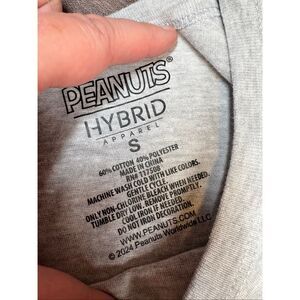 PEANUTS®
HYBRID
APPAREL
S
60% COTTON 40% POLYESTER
MADE IN CHINA
RN# 117508
MACHINE WASH COLD WITH LIKE COLORS.
GENTLE CYCLE.
ONLY NON-CHLORINE BLEACH WHEN NEEDED.
TUMBLE DRY LOW. REMOVE PROMPTLY.
COOL IRON IF NEEDED.
DO NOT IRON DECORATION.
WWW.PEANUTS.COM
© 2024 Peanuts Worldwide LLC